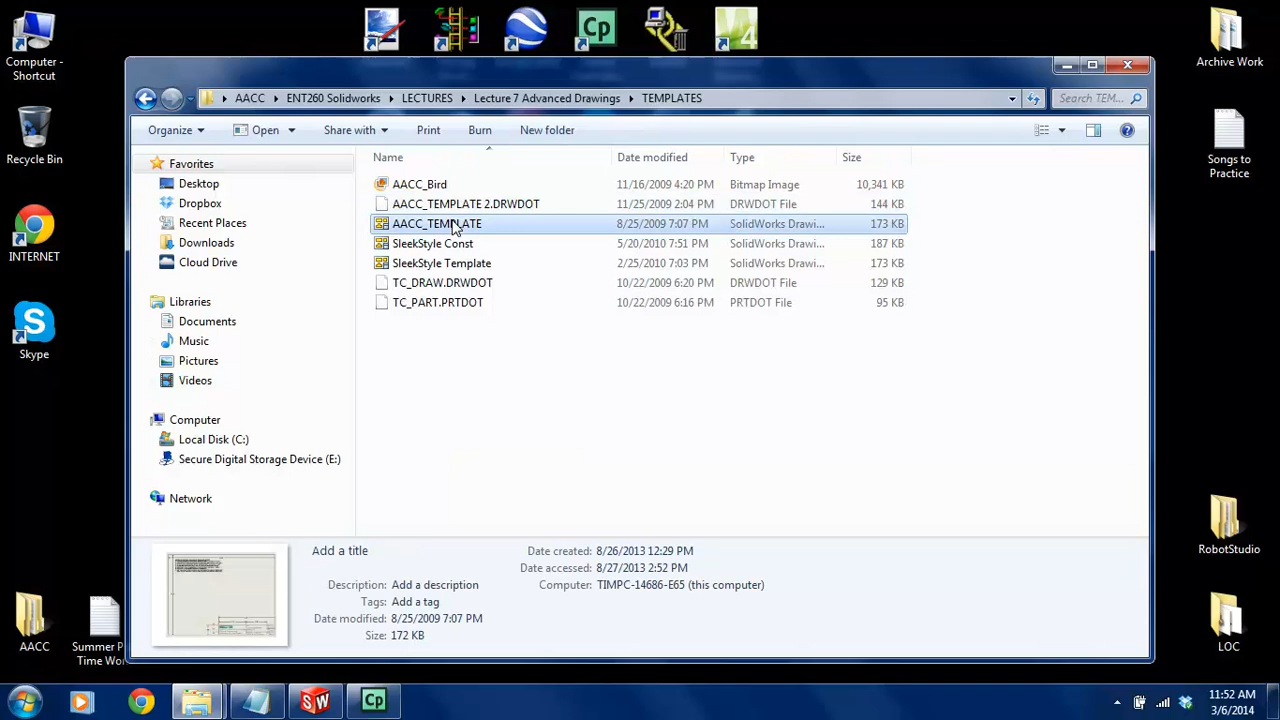 Computer -
Shortcut
Recycle Bin
INTERNET
Skype
AACC
Summer P
Time Wo
Cp
4
Archive Work
Songs to
Practice
RobotStudio
LOC
AACC ENT260 Solidworks LECTURES Lecture 7 Advanced Drawings TEMPLATES
Search TEM...
Organize Open Share with Print Burn New folder
Favorites
Desktop
Dropbox
Recent Places
Downloads
Cloud Drive
Libraries
Documents
Music
Pictures
Videos
Computer
Local Disk (C:)
Secure Digital Storage Device (E:)
Network
Name Date modified Type Size
AACC_Bird 11/16/2009 4:20 PM Bitmap Image 10,341 KB
AACC_TEMPLATE 2.DRWDOT 11/25/2009 2:04 PM DRWDOT File 144 KB
AACC_TEMPLATE 8/25/2009 7:07 PM SolidWorks Drawi... 173 KB
SleekStyle Const 5/20/2010 7:51 PM SolidWorks Drawi... 187 KB
SleekStyle Template 2/25/2010 7:03 PM SolidWorks Drawi... 173 KB
TC_DRAW.DRWDOT 10/22/2009 6:20 PM DRWDOT File 129 KB
TC_PART.PRTDOT 10/22/2009 6:16 PM PRTDOT File 95 KB
Add a title
Description: Add a description
Tags: Add a tag
Date modified: 8/25/2009 7:07 PM
Size: 172 KB
Date created: 8/26/2013 12:29 PM
Date accessed: 8/27/2013 2:52 PM
Computer: TIMPC-14686-E65 (this computer)
SW
Cp
11:52 AM
3/6/2014